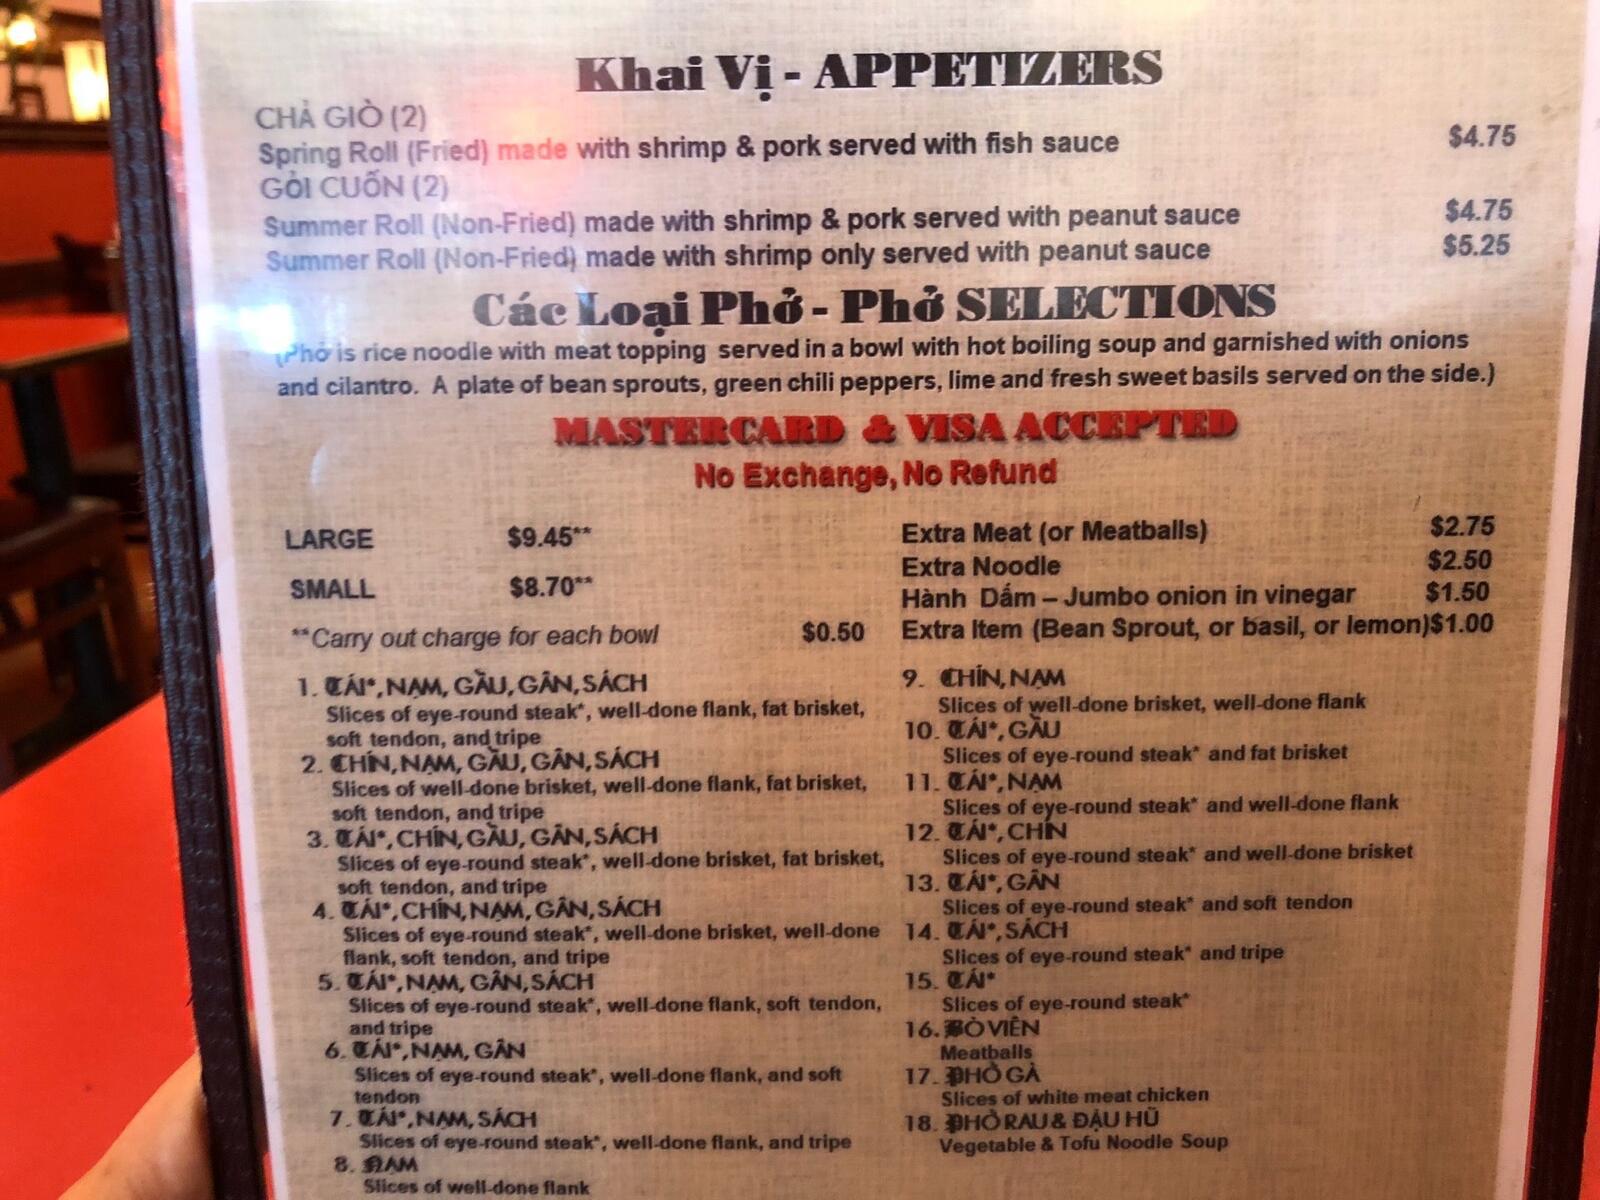 Khai Vị - APPETIZERS
CHẢ GIÒ (2)
Spring Roll (Fried) made with shrimp & pork served with fish sauce $4.75
GỎI CUỐN (2)
Summer Roll (Non-Fried) made with shrimp & pork served with peanut sauce $4.75
Summer Roll (Non-Fried) made with shrimp only served with peanut sauce $5.25
Các Loại Phở - Phở SELECTIONS
(Phở is rice noodle with meat topping served in a bowl with hot boiling soup and garnished with onions
and cilantro. A plate of bean sprouts, green chili peppers, lime and fresh sweet basils served on the side.)
MASTERCARD & VISA ACCEPTED
No Exchange, No Refund
LARGE $9.45**
SMALL $8.70**
**Carry out charge for each bowl $0.50
Extra Meat (or Meatballs) $2.75
Extra Noodle $2.50
Hành Dấm – Jumbo onion in vinegar $1.50
Extra Item (Bean Sprout, or basil, or lemon) $1.00
1. TÁI*, NẠM, GẦU, GÂN, SÁCH
Slices of eye-round steak*, well-done flank, fat brisket,
soft tendon, and tripe
2. CHÍN, NẠM, GẦU, GÂN, SÁCH
Slices of well-done brisket, well-done flank, fat brisket,
soft tendon, and tripe
3. TÁI*, CHÍN, GẦU, GÂN, SÁCH
Slices of eye-round steak*, well-done brisket, fat brisket,
soft tendon, and tripe
4. TÁI*, CHÍN, NẠM, GÂN, SÁCH
Slices of eye-round steak*, well-done brisket, well-done
flank, soft tendon, and tripe
5. TÁI*, NẠM, GÂN, SÁCH
Slices of eye-round steak*, well-done flank, soft tendon,
and tripe
6. TÁI*, NẠM, GÂN
Slices of eye-round steak*, well-done flank, and soft
tendon
7. TÁI*, NẠM, SÁCH
Slices of eye-round steak*, well-done flank, and tripe
8. NẠM
Slices of well-done flank
9. CHÍN, NẠM
Slices of well-done brisket, well-done flank
10. TÁI*, GẦU
Slices of eye-round steak* and fat brisket
11. TÁI*, NẠM
Slices of eye-round steak* and well-done flank
12. TÁI*, CHÍN
Slices of eye-round steak* and well-done brisket
13. TÁI*, GÂN
Slices of eye-round steak* and soft tendon
14. TÁI*, SÁCH
Slices of eye-round steak* and tripe
15. TÁI*
Slices of eye-round steak*
16. BÒ VIÊN
Meatballs
17. PHỞ GÀ
Slices of white meat chicken
18. PHỞ RAU & ĐẬU HŨ
Vegetable & Tofu Noodle Soup